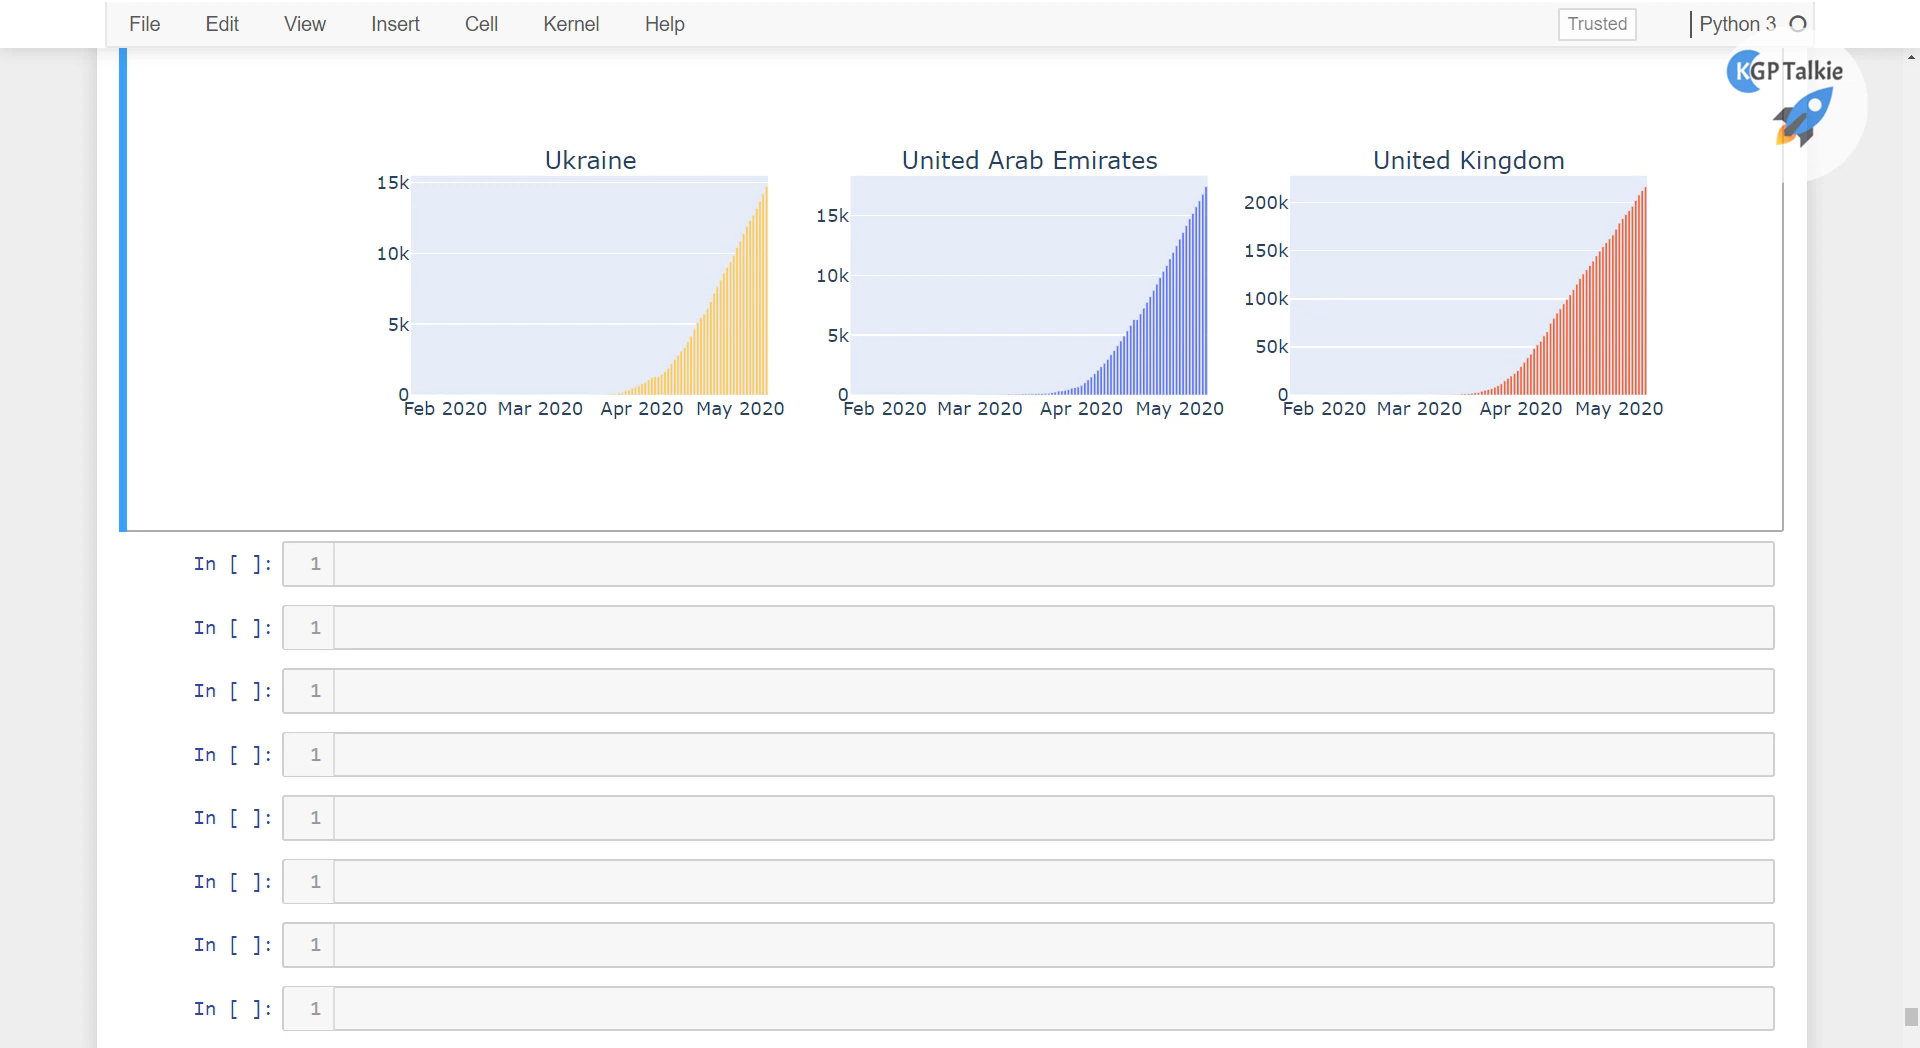 File Edit View Insert Cell Kernel Help Trusted Python 3
KGP Talkie
Ukraine United Arab Emirates United Kingdom
15k
10k
5k
0
Feb 2020 Mar 2020 Apr 2020 May 2020
15k
10k
5k
0
Feb 2020 Mar 2020 Apr 2020 May 2020
200k
150k
100k
50k
0
Feb 2020 Mar 2020 Apr 2020 May 2020
In [ ]: 1
In [ ]: 1
In [ ]: 1
In [ ]: 1
In [ ]: 1
In [ ]: 1
In [ ]: 1
In [ ]: 1